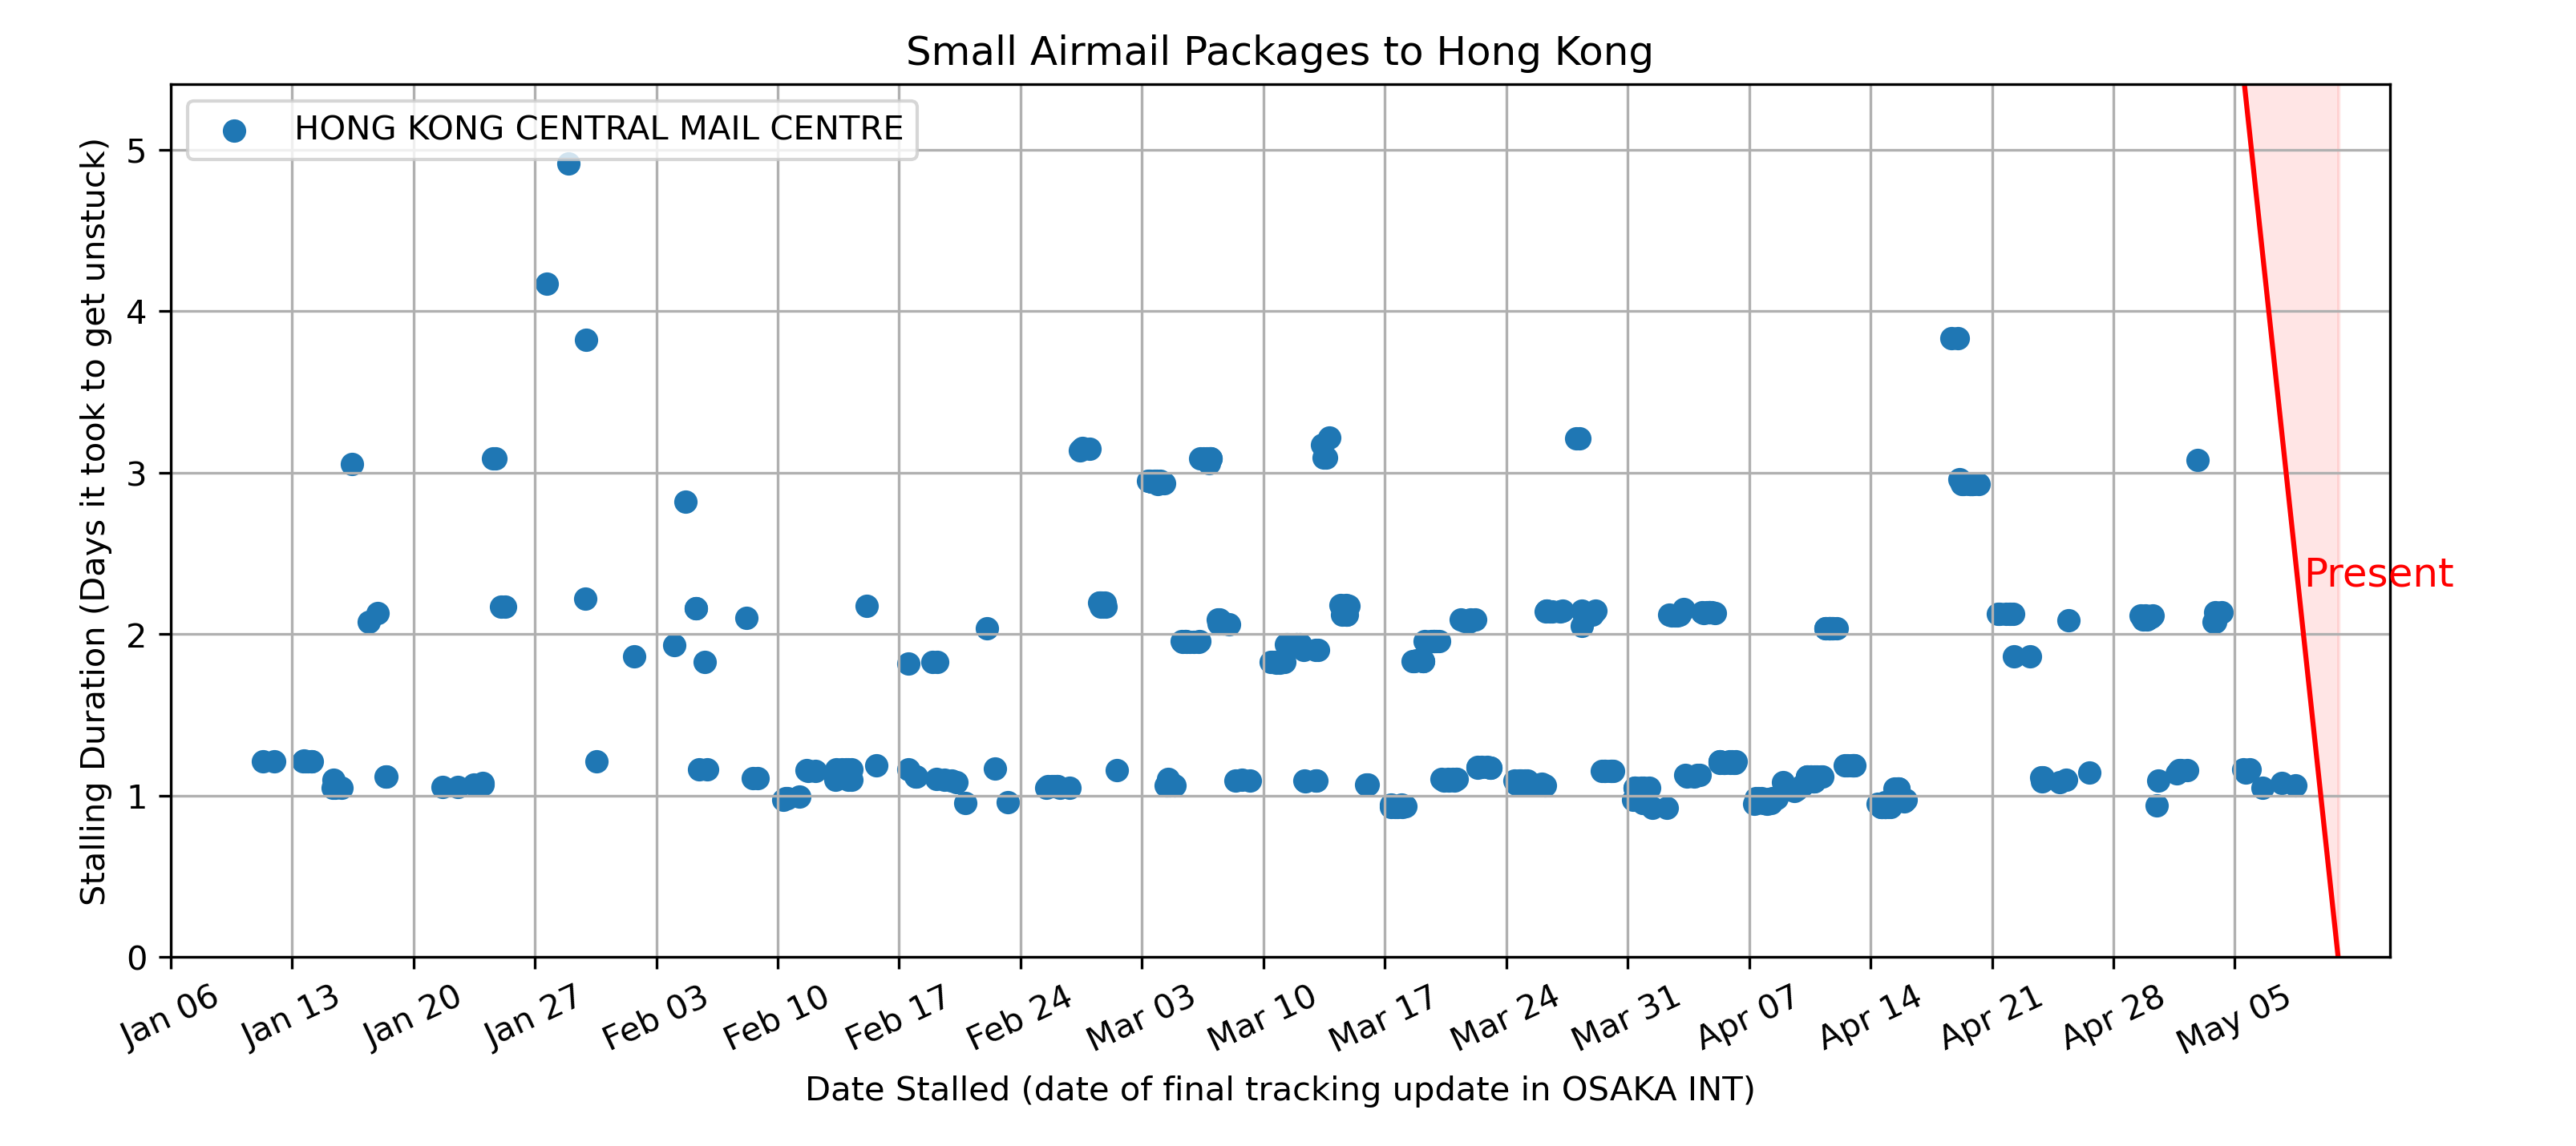 Small Airmail Packages to Hong Kong
HONG KONG CENTRAL MAIL CENTRE
Stalling Duration (Days it took to get unstuck)
5
4
3
2
1
0
Present
Jan 06
Jan 13
Jan 20
Jan 27
Feb 03
Feb 10
Feb 17
Feb 24
Mar 03
Mar 10
Mar 17
Mar 24
Mar 31
Apr 07
Apr 14
Apr 21
Apr 28
May 05
Date Stalled (date of final tracking update in OSAKA INT)